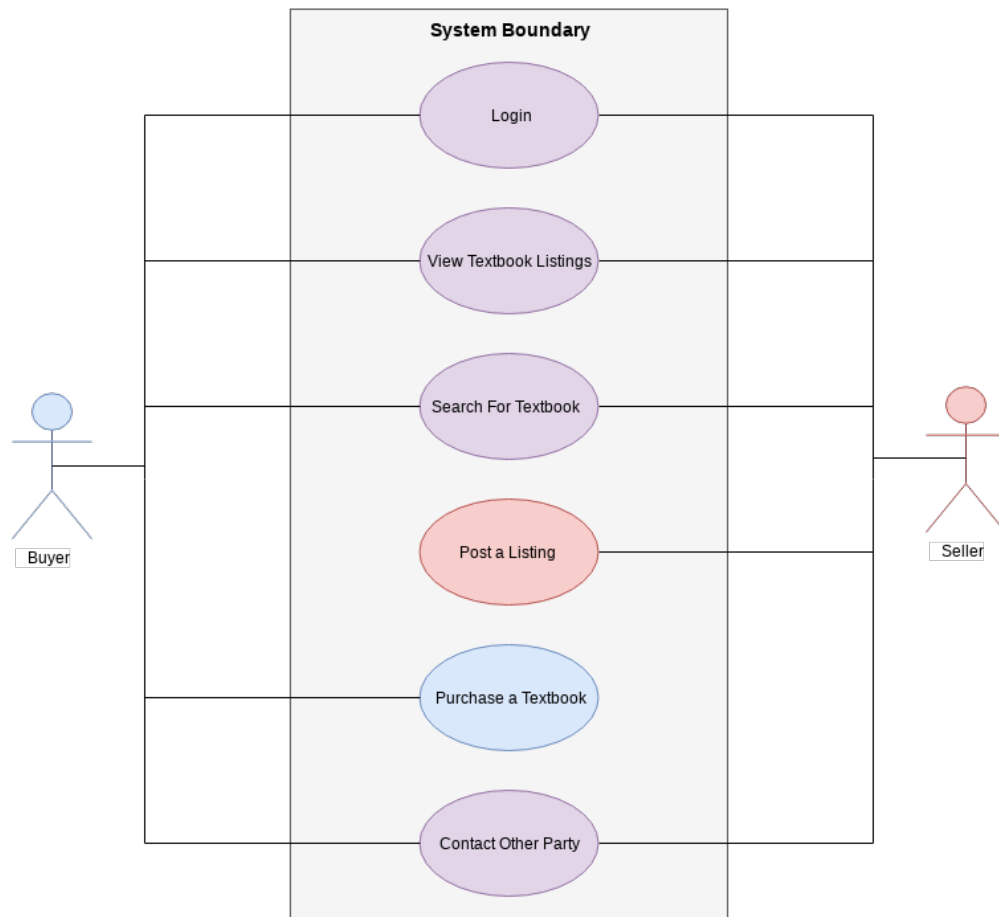 System Boundary
Login
View Textbook Listings
Search For Textbook
Post a Listing
Buyer
Seller
Purchase a Textbook
Contact Other Party